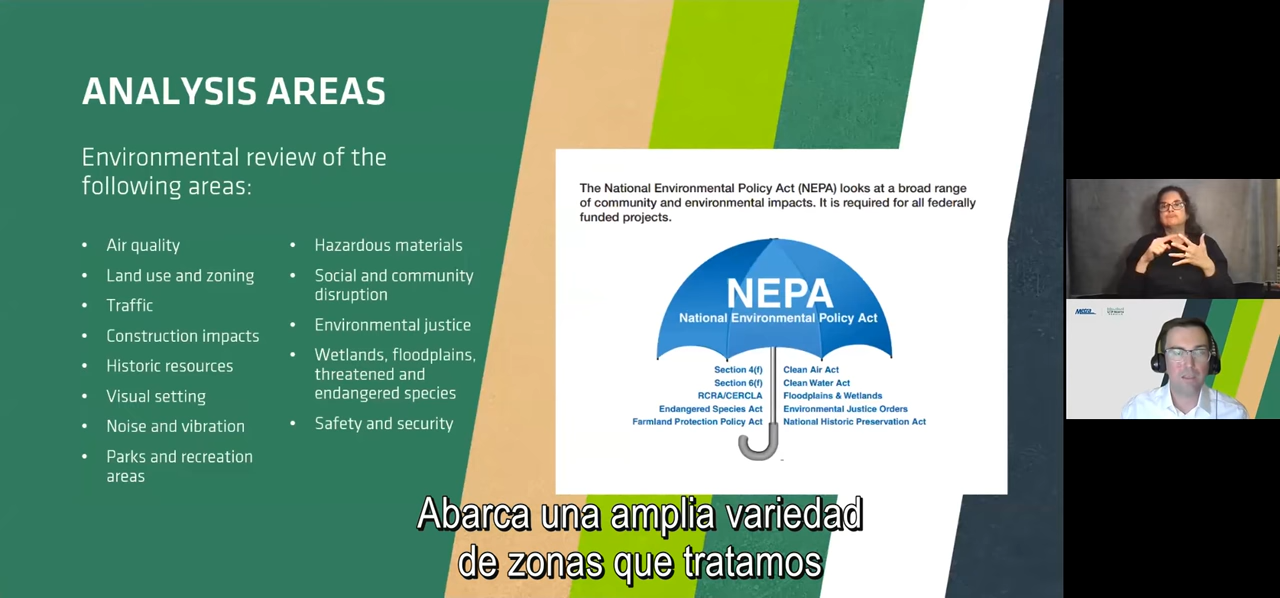 ANALYSIS AREAS
Environmental review of the
following areas:
• Air quality
• Land use and zoning
• Traffic
• Construction impacts
• Historic resources
• Visual setting
• Noise and vibration
• Parks and recreation
areas
• Hazardous materials
• Social and community
disruption
• Environmental justice
• Wetlands, floodplains,
threatened and
endangered species
• Safety and security
The National Environmental Policy Act (NEPA) looks at a broad range
of community and environmental impacts. It is required for all federally
funded projects.
NEPA
National Environmental Policy Act
Section 4(f)
Section 6(f)
RCRA/CERCLA
Endangered Species Act
Farmland Protection Policy Act
Clean Air Act
Clean Water Act
Floodplains & Wetlands
Environmental Justice Orders
National Historic Preservation Act
Metra
Abarca una amplia variedad
de zonas que tratamos